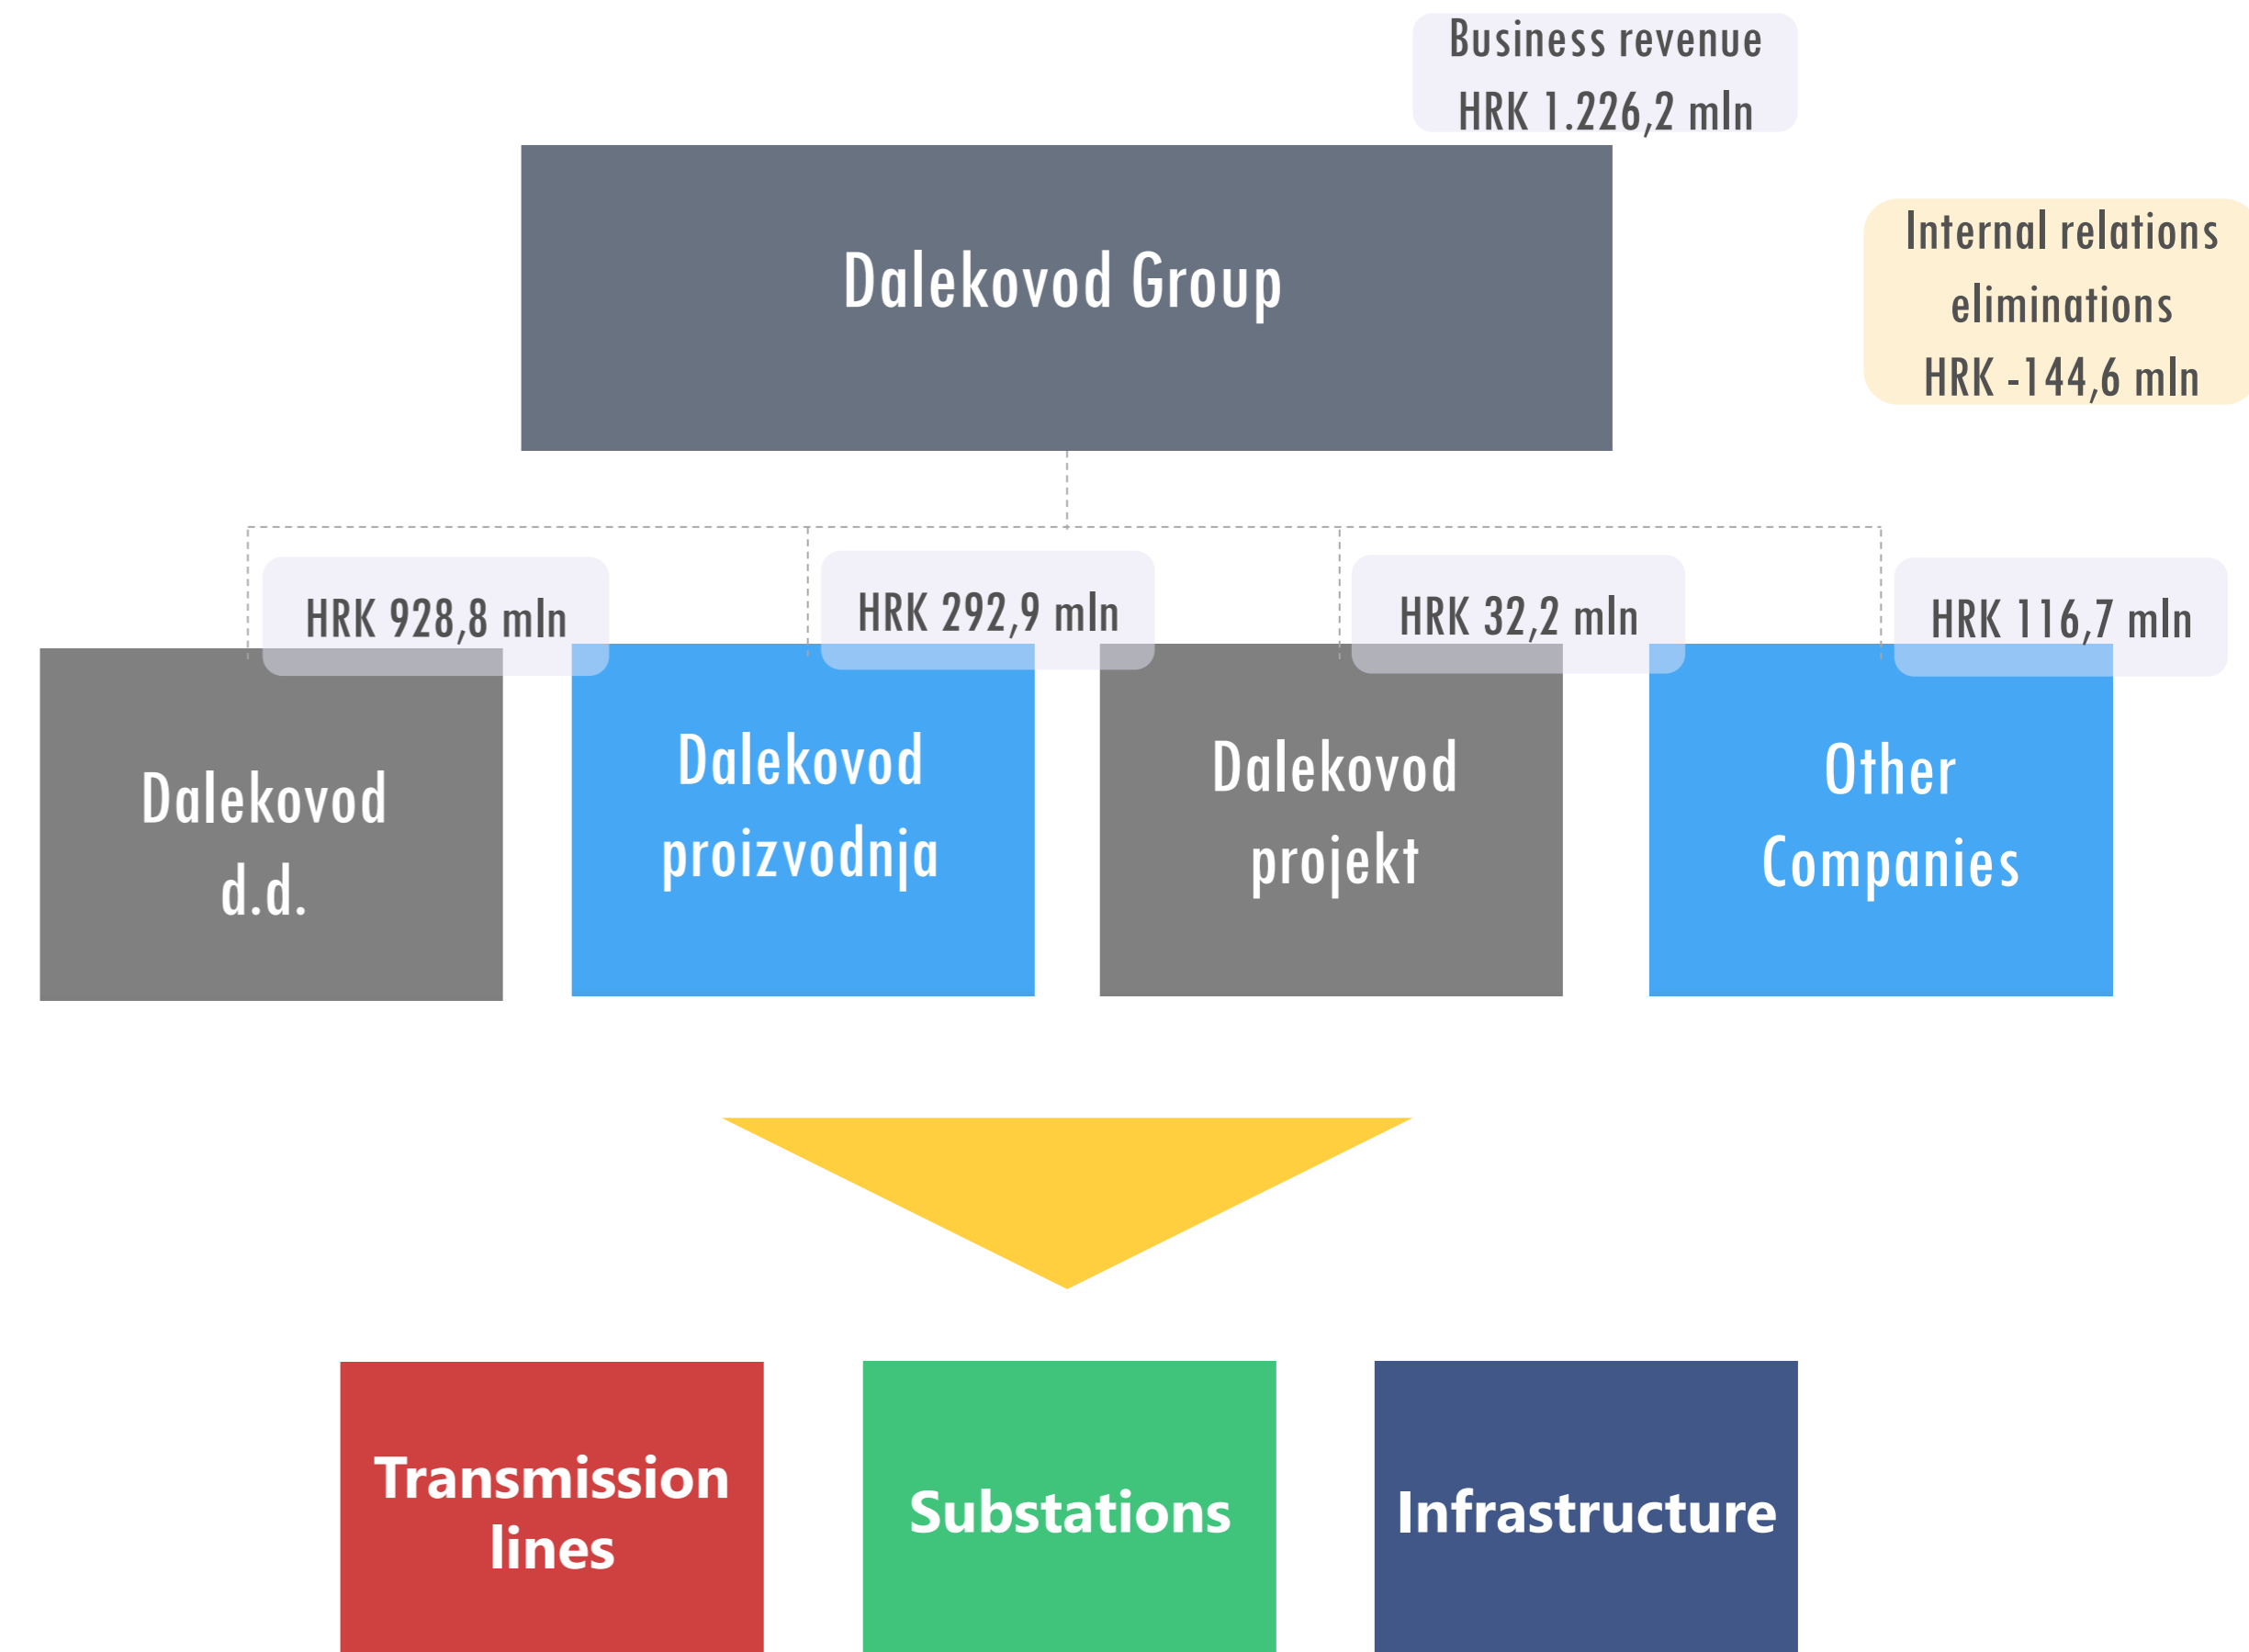 Business revenue
HRK 1.226,2 mln
Dalekovod Group
Internal relations
eliminations
HRK -144,6 mln
HRK 928,8 mln
HRK 292,9 mln
HRK 32,2 mln
HRK 116,7 mln
Dalekovod
d.d.
Dalekovod
proizvodnja
Dalekovod
projekt
Other
Companies
Transmission
lines
Substations
Infrastructure